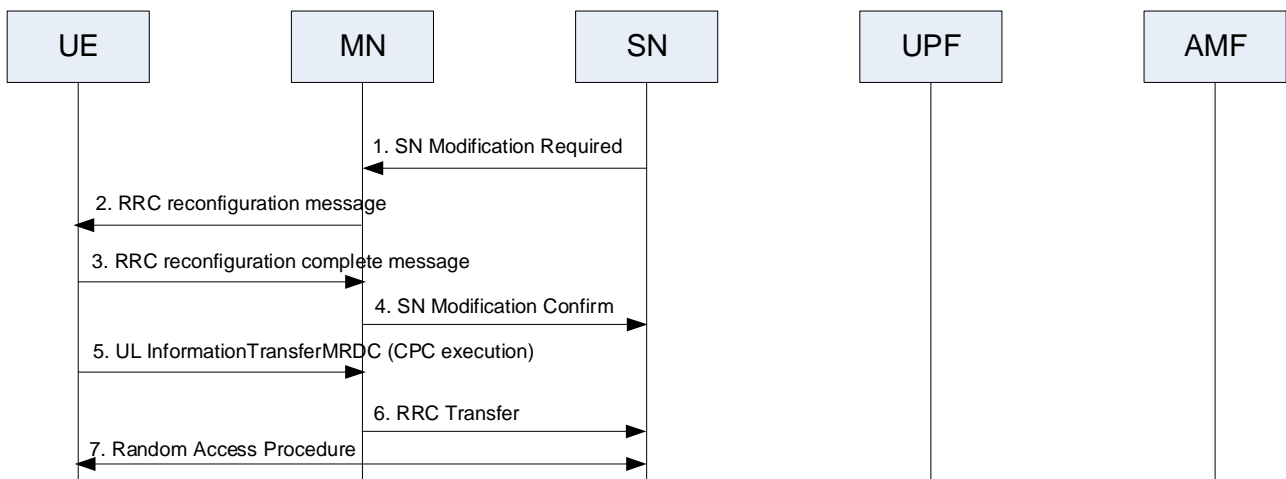 UE
MN
SN
UPF
AMF
1. SN Modification Required
2. RRC reconfiguration message
3. RRC reconfiguration complete message
4. SN Modification Confirm
5. UL InformationTransferMRDC (CPC execution)
6. RRC Transfer
7. Random Access Procedure